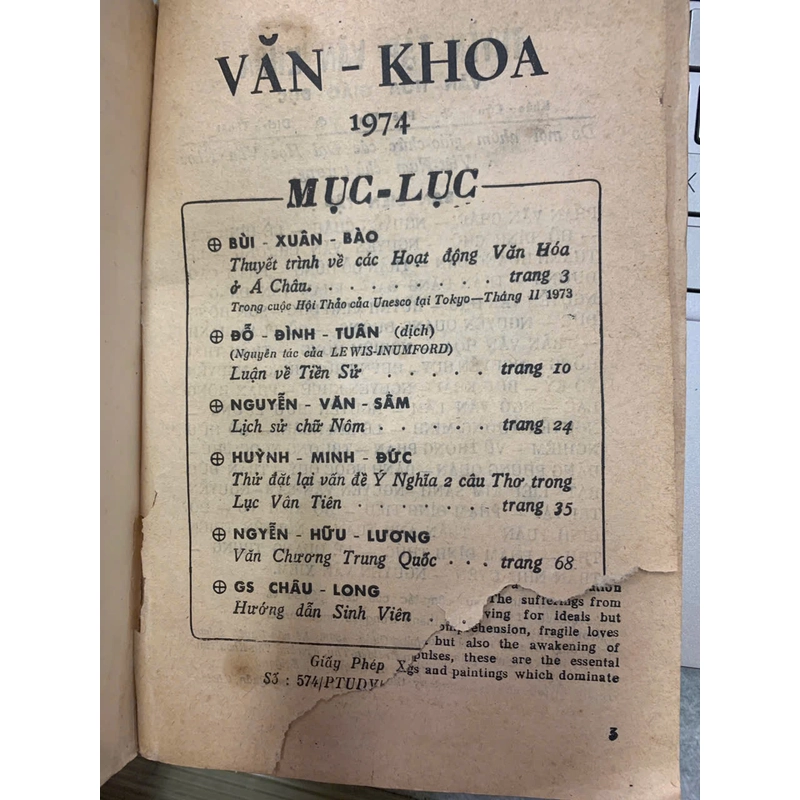 VĂN - KHOA
1974
MỤC-LỤC
BÙI - XUÂN - BÀO
Thuyết trình về các Hoạt động Văn Hóa
ở Á Châu. . . . . . . . . trang 3
Trong cuộc Hội Thảo của Unesco tại Tokyo—Tháng 11 1973
ĐỖ - ĐÌNH - TUÂN (dịch)
(Nguyên tác của LEWIS-INUMFORD)
Luận về Tiền Sử . . . . . trang 10
NGUYỄN - VĂN - SÂM
Lịch sử chữ Nôm . . . . . . trang 24
HUỲNH - MINH - ĐỨC
Thử đặt lại vấn đề Ý Nghĩa 2 câu Thơ trong
Lục Vân Tiên . . . . . . . trang 35
NGYỄN - HỮU - LƯƠNG
Văn Chương Trung Quốc . . . trang 68
GS CHÂU - LONG
Hướng dẫn Sinh Viên . .
The sufferings from
ving for ideals but
prehension, fragile loves
but also the awakening of
pulses, these are the essental
gs and paintings which dominate
Giấy Phép
Số : 574/PTUDV
3